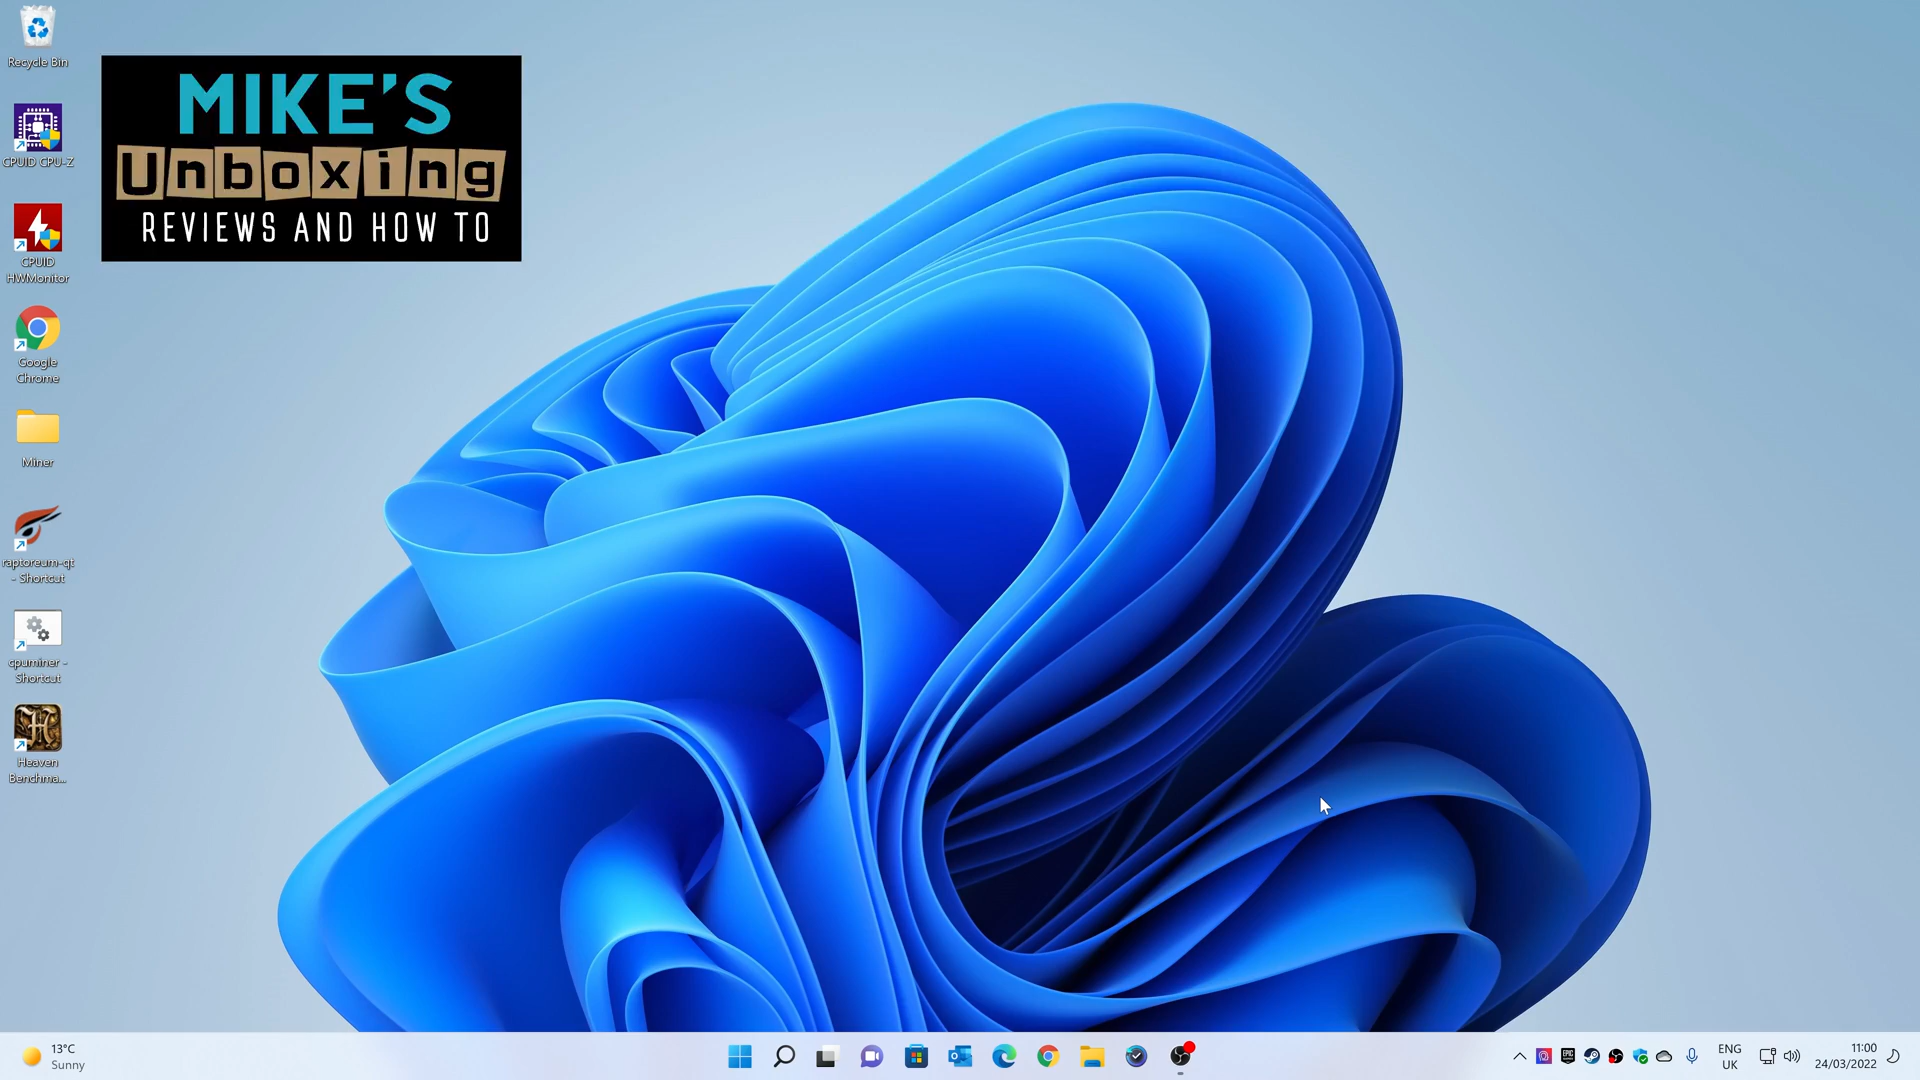 Recycle Bin
MIKE'S
Unboxing
REVIEWS AND HOW TO
CPUID CPU-Z
CPUID
HWMonitor
Google
Chrome
Miner
raptoreum-qt
- Shortcut
cpuminer -
Shortcut
Heaven
Benchma...
13°C
Sunny
EPIC
ENG
UK
11:00
24/03/2022